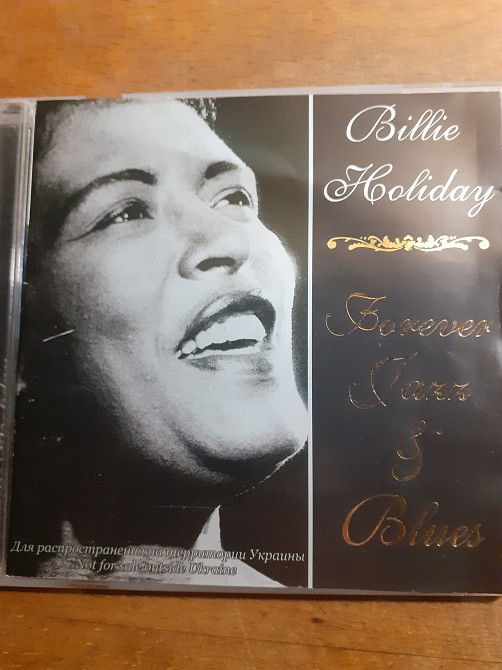 Billie
Holiday
Forever
Jazz
&
Blues
Для распространения на территории Украины
Not for sale outside Ukraine